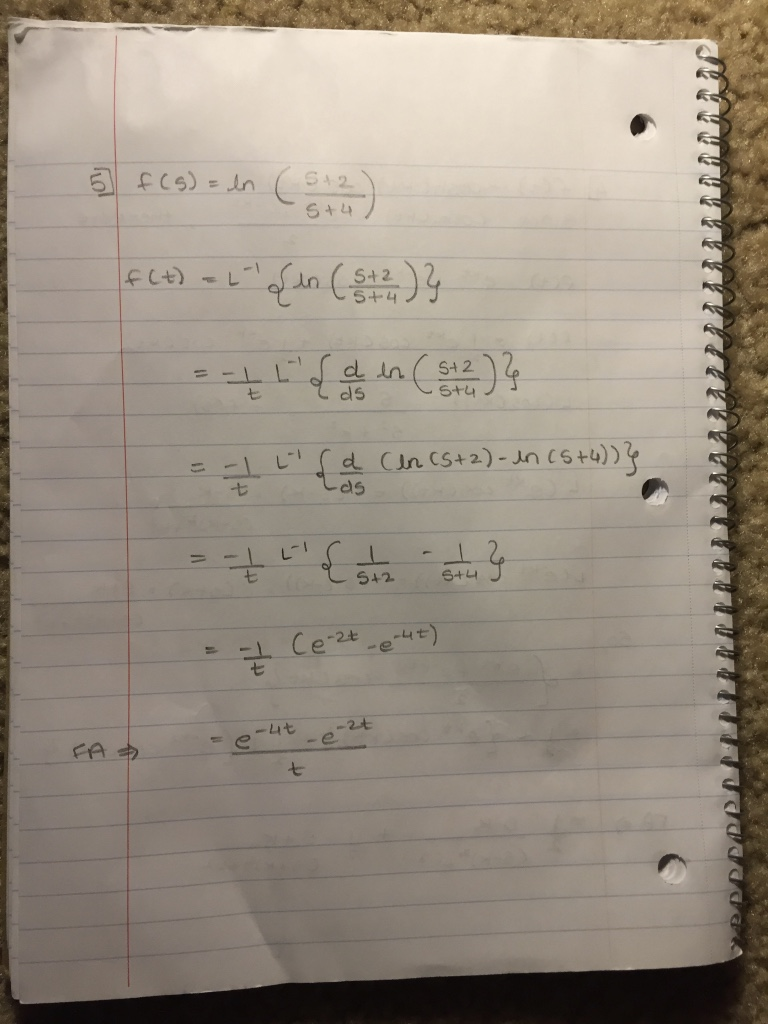 5] f(s) = ln ( s+2 / s+4 )
f(t) = L⁻¹ { ln ( s+2 / s+4 ) }
= -1/t L⁻¹ { d/ds ln ( s+2 / s+4 ) }
= -1/t L⁻¹ { d/ds (ln(s+2) - ln(s+4)) }
= -1/t L⁻¹ { 1/s+2 - 1/s+4 }
= -1/t (e^-2t - e^-4t)
FA ⇒ = e^-4t - e^-2t / t